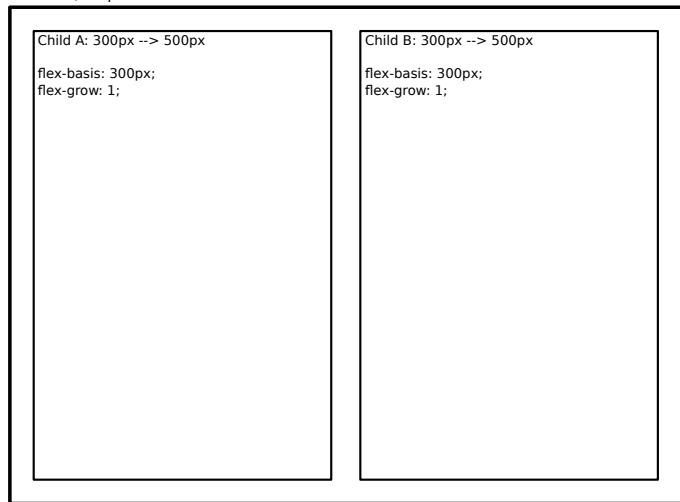 Child A: 300px --> 500px
flex-basis: 300px;
flex-grow: 1;
Child B: 300px --> 500px
flex-basis: 300px;
flex-grow: 1;